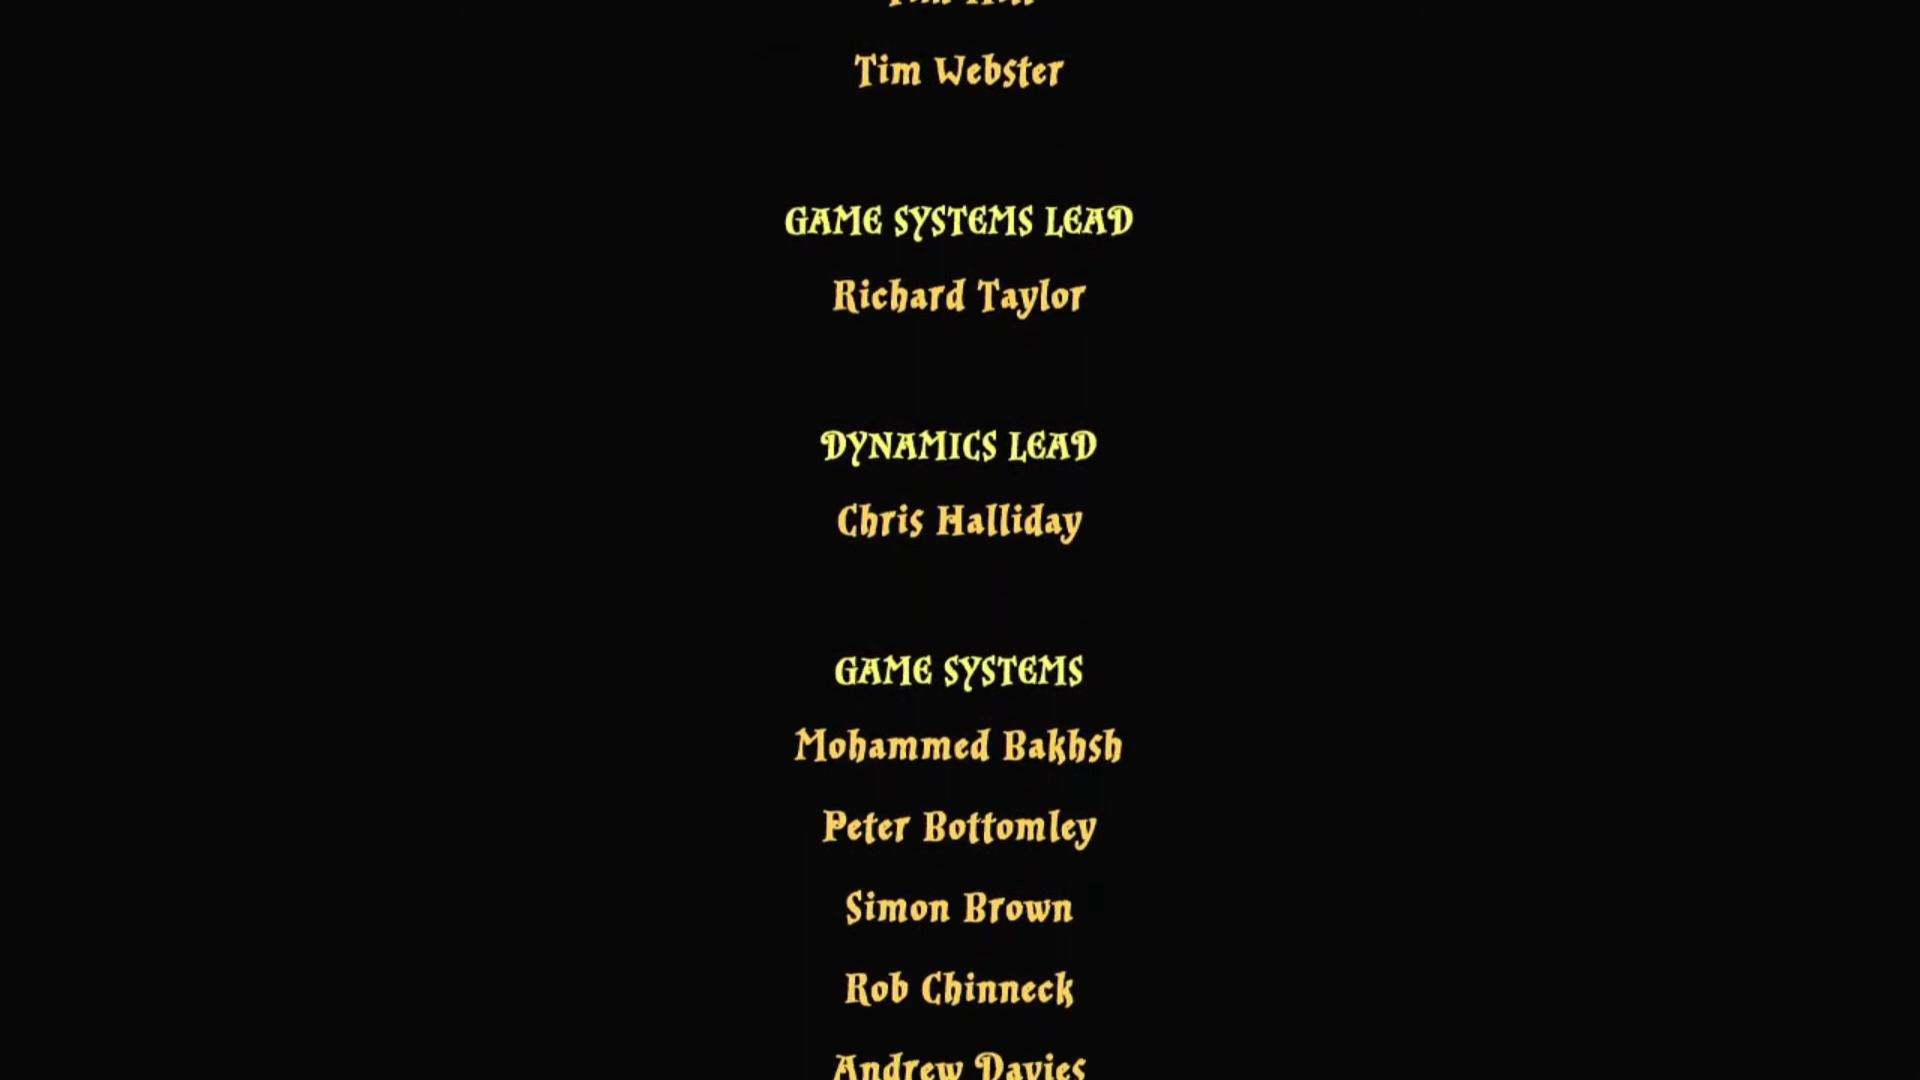 Tim Webster
GAME SYSTEMS LEAD
Richard Taylor
DYNAMICS LEAD
Chris Halliday
GAME SYSTEMS
Mohammed Bakhsh
Peter Bottomley
Simon Brown
Rob Chinneck
Andrew Davies